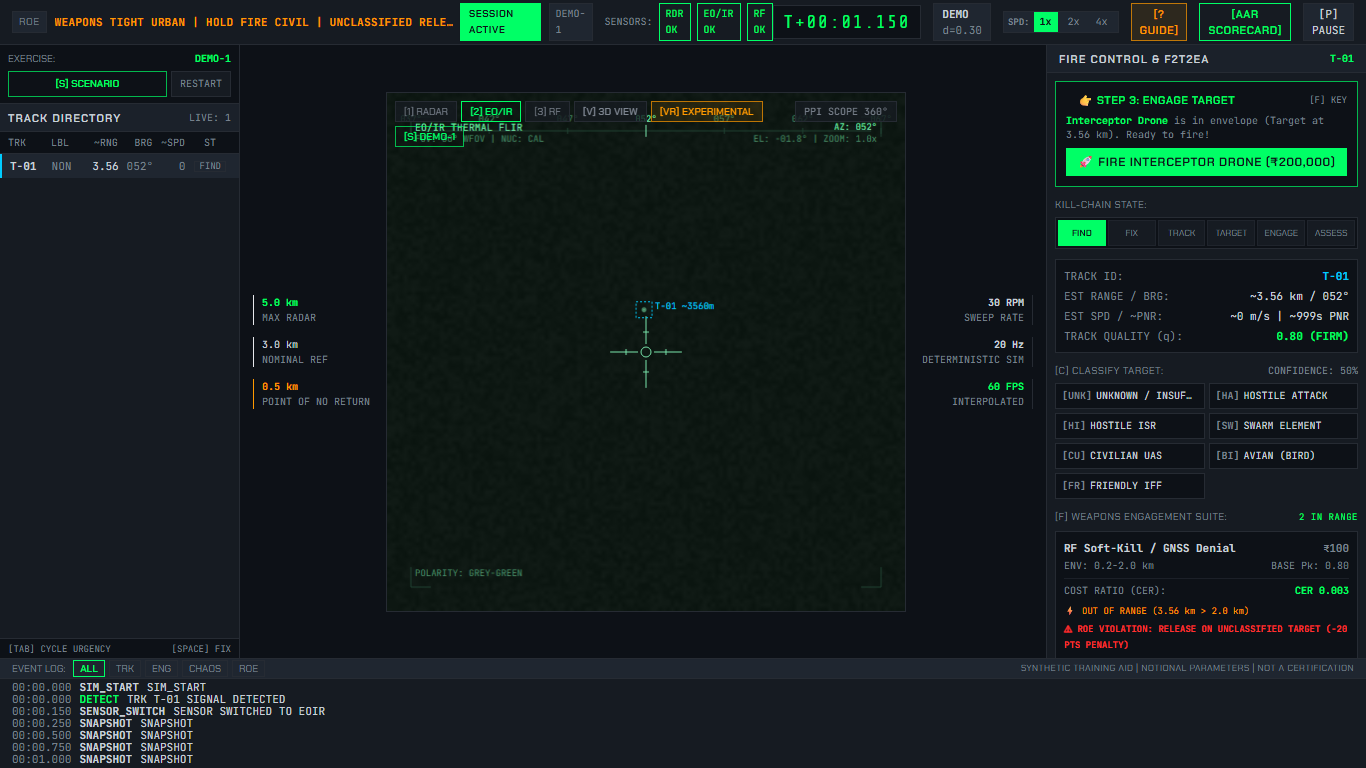 ROE WEAPONS TIGHT URBAN | HOLD FIRE CIVIL | UNCLASSIFIED RELE…
SESSION ACTIVE
DEMO-1
SENSORS:
RDR OK
EO/IR OK
RF OK
T+00:01.150
DEMO
d=0.30
SPD: 1x 2x 4x
[? GUIDE]
[AAR SCORECARD]
[P] PAUSE
EXERCISE: DEMO-1
[S] SCENARIO RESTART
TRACK DIRECTORY LIVE: 1
TRK LBL ~RNG BRG ~SPD ST
T-01 NON 3.56 052° 0 FIND
[TAB] CYCLE URGENCY [SPACE] FIX
[1] RADAR [2] EO/IR [3] RF [V] 3D VIEW [VR] EXPERIMENTAL PPI SCOPE 360°
EO/IR THERMAL FLIR AZ: 052°
[S] DEMO-1
WFOV | NUC: CAL EL: -01.8° | ZOOM: 1.0x
T-01 ~3560m
POLARITY: GREY-GREEN
5.0 km
MAX RADAR
3.0 km
NOMINAL REF
0.5 km
POINT OF NO RETURN
30 RPM
SWEEP RATE
20 Hz
DETERMINISTIC SIM
60 FPS
INTERPOLATED
FIRE CONTROL & F2T2EA T-01
👉 STEP 3: ENGAGE TARGET [F] KEY
Interceptor Drone is in envelope (Target at
3.56 km). Ready to fire!
🚀 FIRE INTERCEPTOR DRONE (₹200,000)
KILL-CHAIN STATE:
FIND FIX TRACK TARGET ENGAGE ASSESS
TRACK ID: T-01
EST RANGE / BRG: ~3.56 km / 052°
EST SPD / ~PNR: ~0 m/s | ~999s PNR
TRACK QUALITY (q): 0.80 (FIRM)
[C] CLASSIFY TARGET: CONFIDENCE: 50%
[UNK] UNKNOWN / INSUF… [HA] HOSTILE ATTACK
[HI] HOSTILE ISR [SW] SWARM ELEMENT
[CU] CIVILIAN UAS [BI] AVIAN (BIRD)
[FR] FRIENDLY IFF
[F] WEAPONS ENGAGEMENT SUITE: 2 IN RANGE
RF Soft-Kill / GNSS Denial ₹100
ENV: 0.2-2.0 km BASE Pk: 0.80
COST RATIO (CER): CER 0.003
⚡ OUT OF RANGE (3.56 km > 2.0 km)
⚠ ROE VIOLATION: RELEASE ON UNCLASSIFIED TARGET (-20
PTS PENALTY)
EVENT LOG: ALL TRK ENG CHAOS ROE SYNTHETIC TRAINING AID | NOTIONAL PARAMETERS | NOT A CERTIFICATION
00:00.000 SIM_START SIM_START
00:00.000 DETECT TRK T-01 SIGNAL DETECTED
00:00.150 SENSOR_SWITCH SENSOR SWITCHED TO EOIR
00:00.250 SNAPSHOT SNAPSHOT
00:00.500 SNAPSHOT SNAPSHOT
00:00.750 SNAPSHOT SNAPSHOT
00:01.000 SNAPSHOT SNAPSHOT